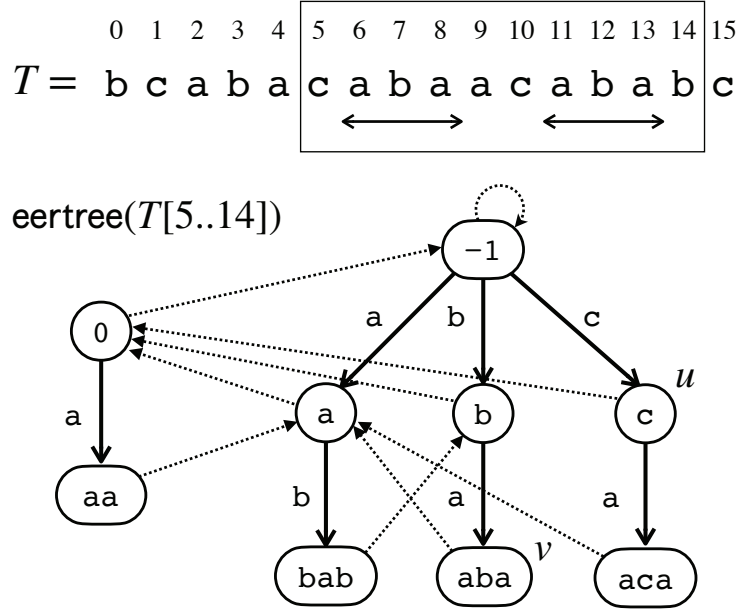 0 1 2 3 4 5 6 7 8 9 10 11 12 13 14 15
T = b c a b a c a b a a c a b a b c
eertree(T[5..14])
−1
a b c
0
u
a
a b c
aa
b a a
v
bab aba aca